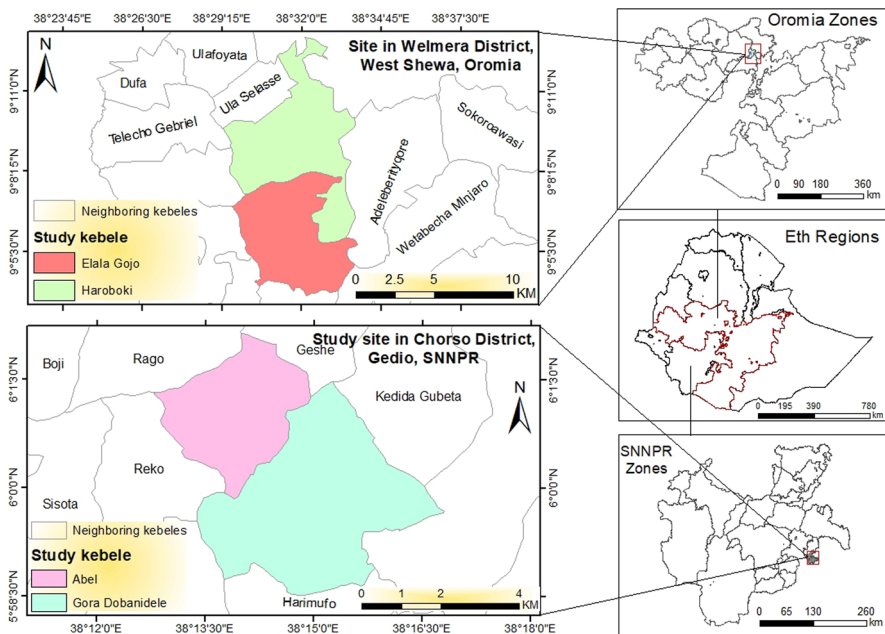 38°23'45"E 38°26'30"E 38°29'15"E 38°32'0"E 38°34'45"E 38°37'30"E
N
Ulafoyata
Site in Welmera District,
West Shewa, Oromia
Dufa
Ula Selasse
Telecho Gebriel
Sokoroawasi
Adeleberityqore
Wetabecha MInjaro
9°11'0"N
9°8'15"N
9°53'0"N
9°11'0"N
9°8'15"N
9°5'30"N
Neighboring kebeles
Study kebele
Elala Gojo
Haroboki
0 2.5 5 10
KM
Oromia Zones
0 90 180 360
km
Eth Regions
0 195 390 780
km
SNNPR
Zones
0 65 130 260
km
Study site in Chorso District,
Gedio, SNNPR
Boji
Rago
Geshe
Kedida Gubeta
N
Reko
Sisota
6°1'30"N
6°0'0"N
5°58'30"N
6°1'30"N
6°0'0"N
5°58'30"N
Neighboring kebeles
Study kebele
Abel
Gora Dobanidele
Harimufo
0 1 2 4
KM
38°12'0"E 38°13'30"E 38°15'0"E 38°16'30"E 38°18'0"E